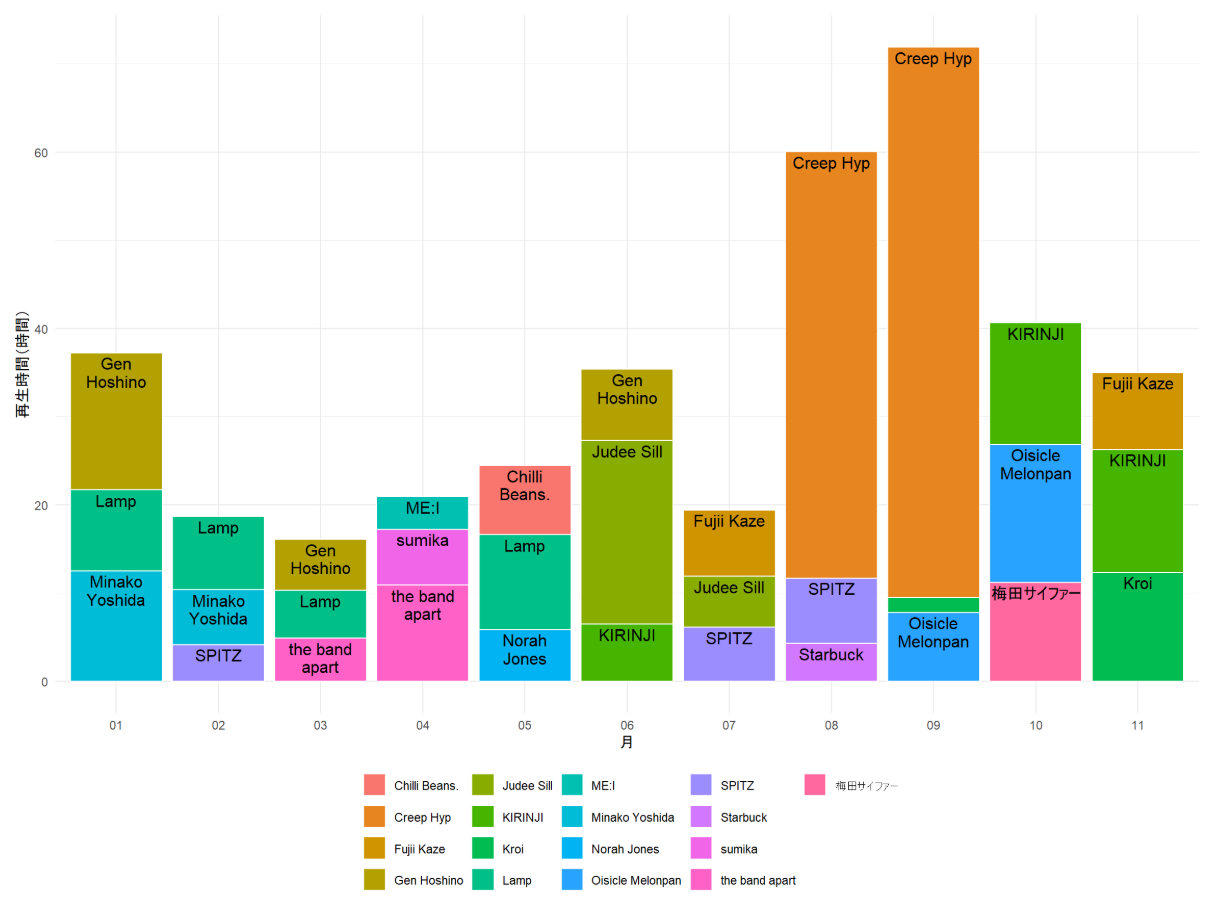 再生時間(時間)
60
40
20
0
Gen
Hoshino
Lamp
Minako
Yoshida
Lamp
Minako
Yoshida
SPITZ
Gen
Hoshino
Lamp
the band
apart
ME:I
sumika
the band
apart
Chilli
Beans.
Lamp
Norah
Jones
Gen
Hoshino
Judee Sill
KIRINJI
Fujii Kaze
Judee Sill
SPITZ
Creep Hyp
SPITZ
Starbuck
Creep Hyp
Oisicle
Melonpan
KIRINJI
Oisicle
Melonpan
梅田サイファー
Fujii Kaze
KIRINJI
Kroi
01 02 03 04 05 06 07 08 09 10 11
月
Chilli Beans. Judee Sill ME:I SPITZ 梅田サイファー
Creep Hyp KIRINJI Minako Yoshida Starbuck
Fujii Kaze Kroi Norah Jones sumika
Gen Hoshino Lamp Oisicle Melonpan the band apart